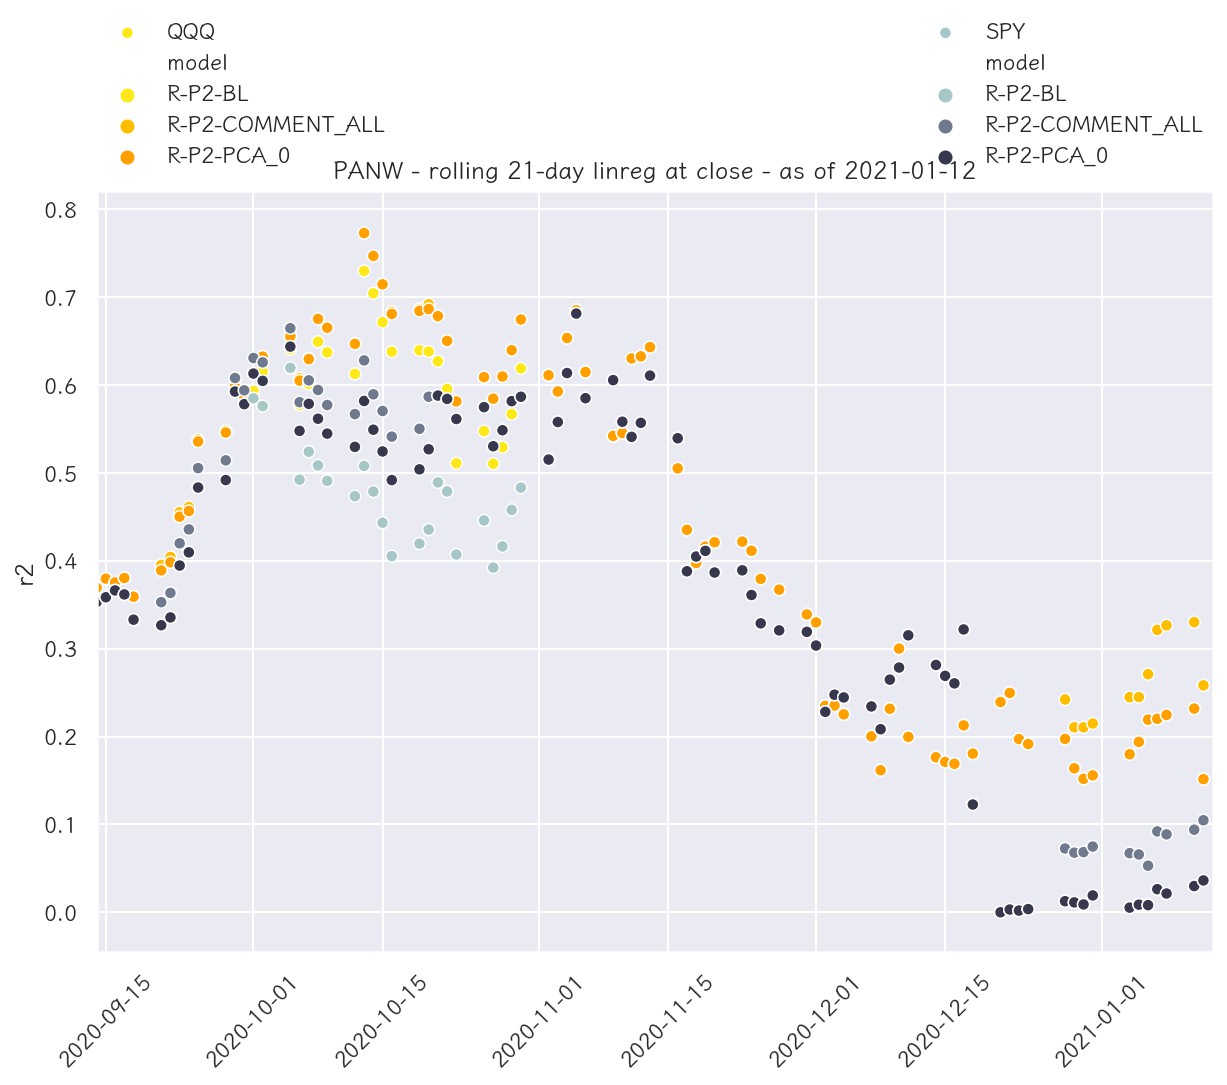 QQQ
model
R-P2-BL
R-P2-COMMENT_ALL
R-P2-PCA_0
SPY
model
R-P2-BL
R-P2-COMMENT_ALL
R-P2-PCA_0
PANW - rolling 21-day linreg at close - as of 2021-01-12
0.8
0.7
0.6
0.5
0.4
0.3
0.2
0.1
0.0
r2
2020-09-15
2020-10-01
2020-10-15
2020-11-01
2020-11-15
2020-12-01
2020-12-15
2021-01-01